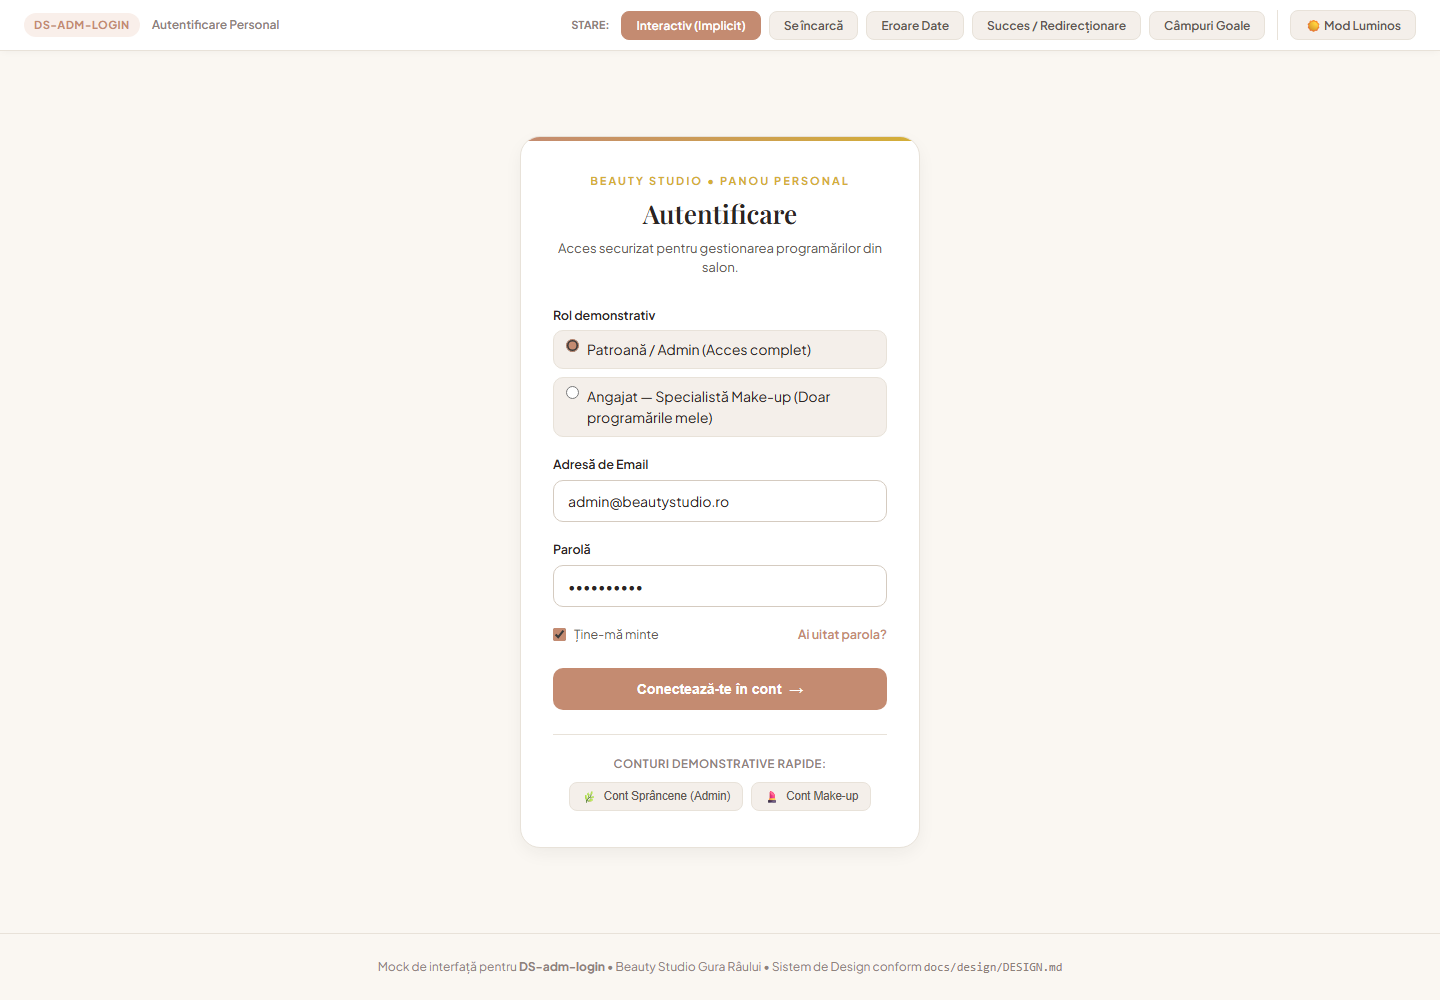 DS-ADM-LOGIN
Autentificare Personal
STARE:
Interactiv (Implicit)
Se încarcă
Eroare Date
Succes / Redirecționare
Câmpuri Goale
Mod Luminos
BEAUTY STUDIO • PANOU PERSONAL
Autentificare
Acces securizat pentru gestionarea programărilor din
salon.
Rol demonstrativ
Patroană / Admin (Acces complet)
Angajat — Specialistă Make-up (Doar
programările mele)
Adresă de Email
admin@beautystudio.ro
Parolă
••••••••••
Ține-mă minte
Ai uitat parola?
Conectează-te în cont →
CONTURI DEMONSTRATIVE RAPIDE:
Cont Sprâncene (Admin)
Cont Make-up
Mock de interfață pentru DS-adm-login • Beauty Studio Gura Râului • Sistem de Design conform docs/design/DESIGN.md